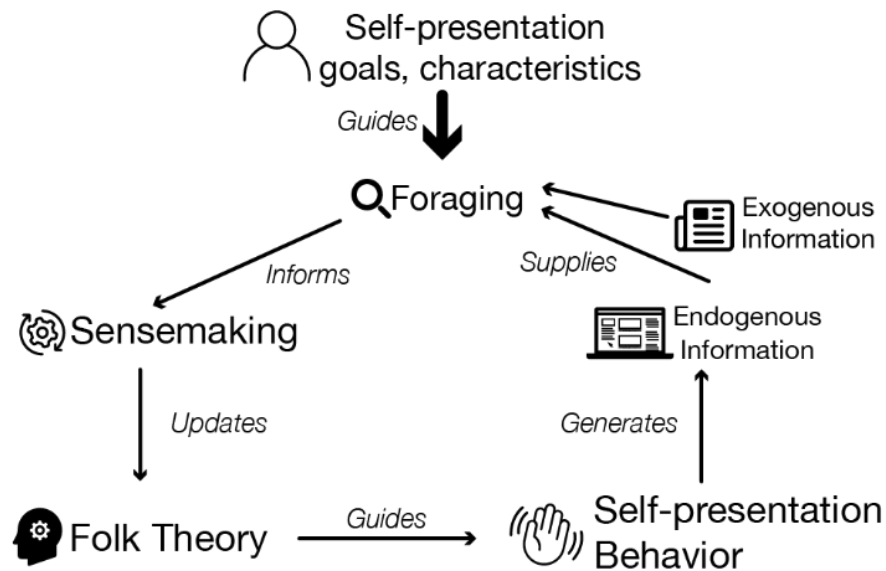 Self-presentation
goals, characteristics
Guides
Foraging
Exogenous
Information
Supplies
Informs
Endogenous
Information
Sensemaking
Updates
Generates
Folk Theory
Guides
Self-presentation
Behavior